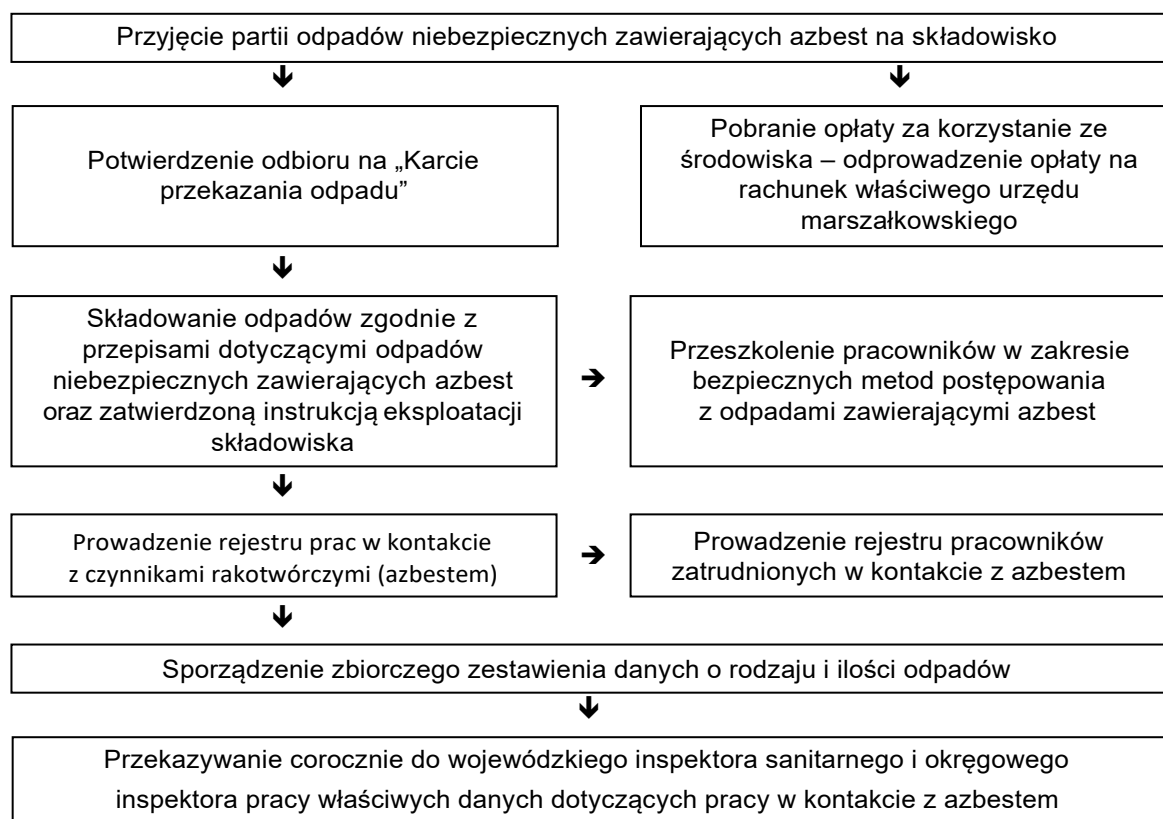 Przyjęcie partii odpadów niebezpiecznych zawierających azbest na składowisko
Potwierdzenie odbioru na „Karcie
przekazania odpadu”
Pobranie opłaty za korzystanie ze
środowiska – odprowadzenie opłaty na
rachunek właściwego urzędu
marszałkowskiego
Składowanie odpadów zgodnie z
przepisami dotyczącymi odpadów
niebezpiecznych zawierających azbest
oraz zatwierdzoną instrukcją eksploatacji
składowiska
Przeszkolenie pracowników w zakresie
bezpiecznych metod postępowania
z odpadami zawierającymi azbest
Prowadzenie rejestru prac w kontakcie
z czynnikami rakotwórczymi (azbestem)
Prowadzenie rejestru pracowników
zatrudnionych w kontakcie z azbestem
Sporządzenie zbiorczego zestawienia danych o rodzaju i ilości odpadów
Przekazywanie corocznie do wojewódzkiego inspektora sanitarnego i okręgowego
inspektora pracy właściwych danych dotyczących pracy w kontakcie z azbestem